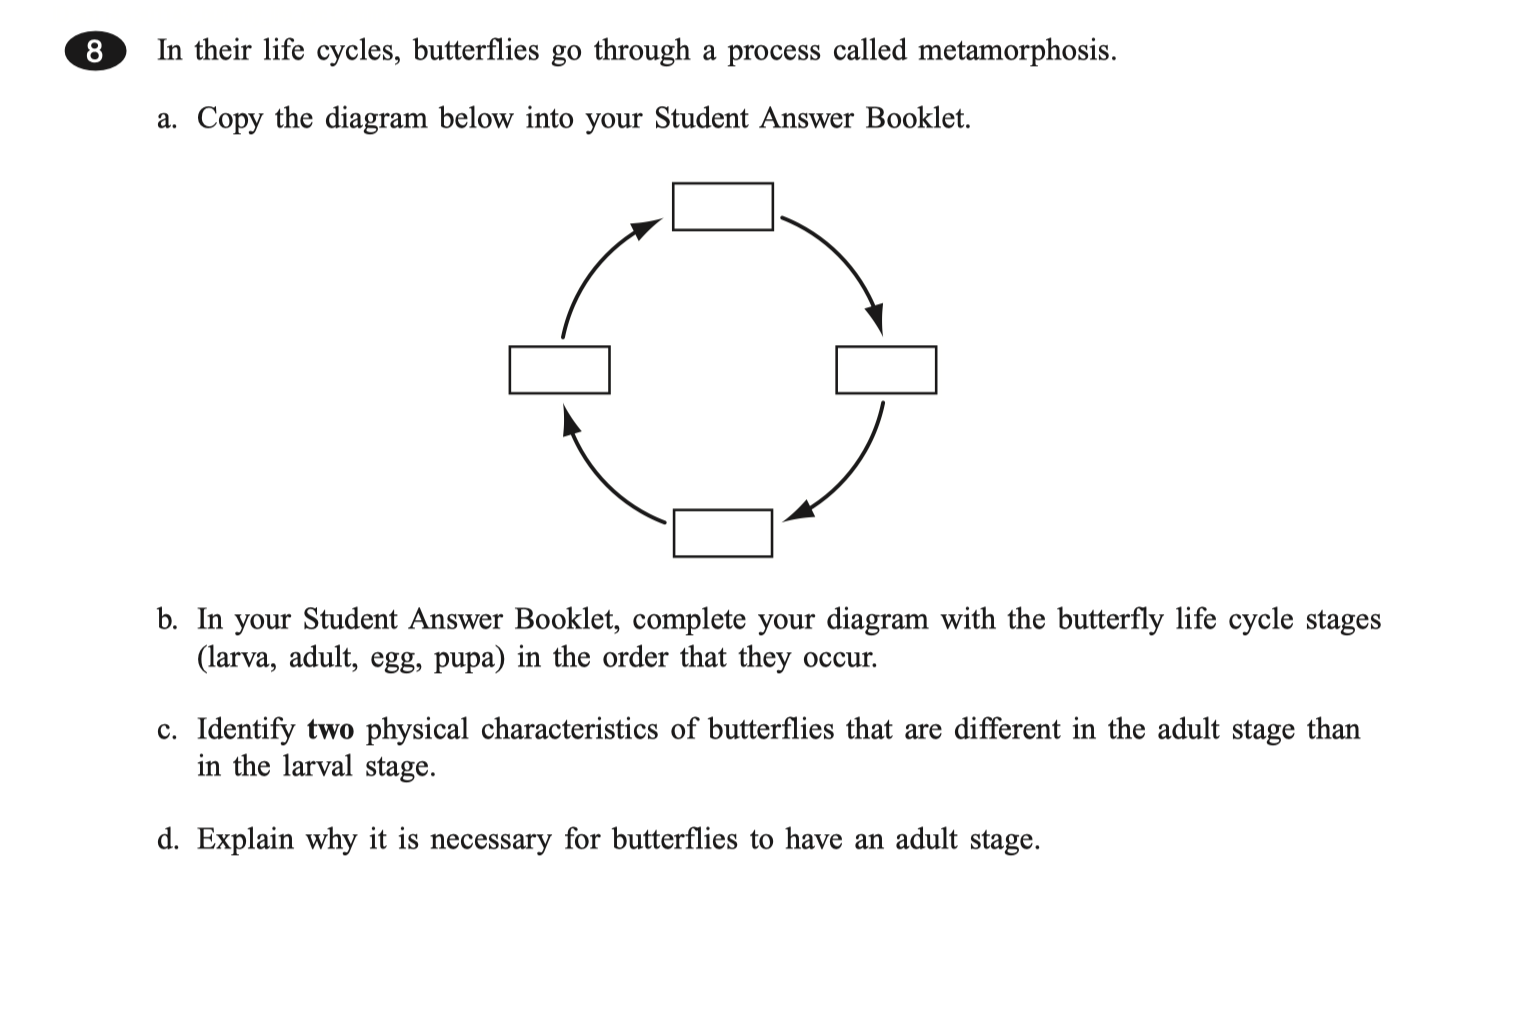 8 In their life cycles, butterflies go through a process called metamorphosis.
a. Copy the diagram below into your Student Answer Booklet.
b. In your Student Answer Booklet, complete your diagram with the butterfly life cycle stages
(larva, adult, egg, pupa) in the order that they occur.
c. Identify two physical characteristics of butterflies that are different in the adult stage than
in the larval stage.
d. Explain why it is necessary for butterflies to have an adult stage.